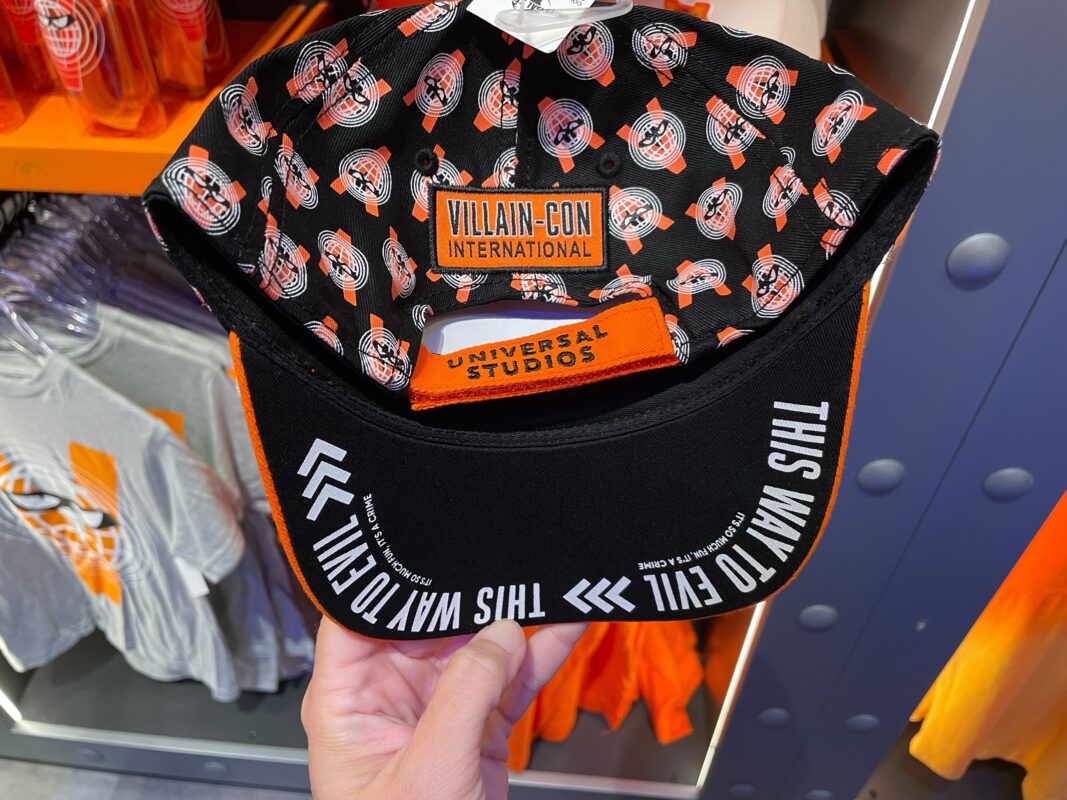 VILLAIN-CON
INTERNATIONAL
UNIVERSAL
STUDIOS
THIS WAY TO EVIL
IT'S SO MUCH FUN, IT'S A CRIME
THIS WAY TO EVIL
IT'S SO MUCH FUN, IT'S A CRIME